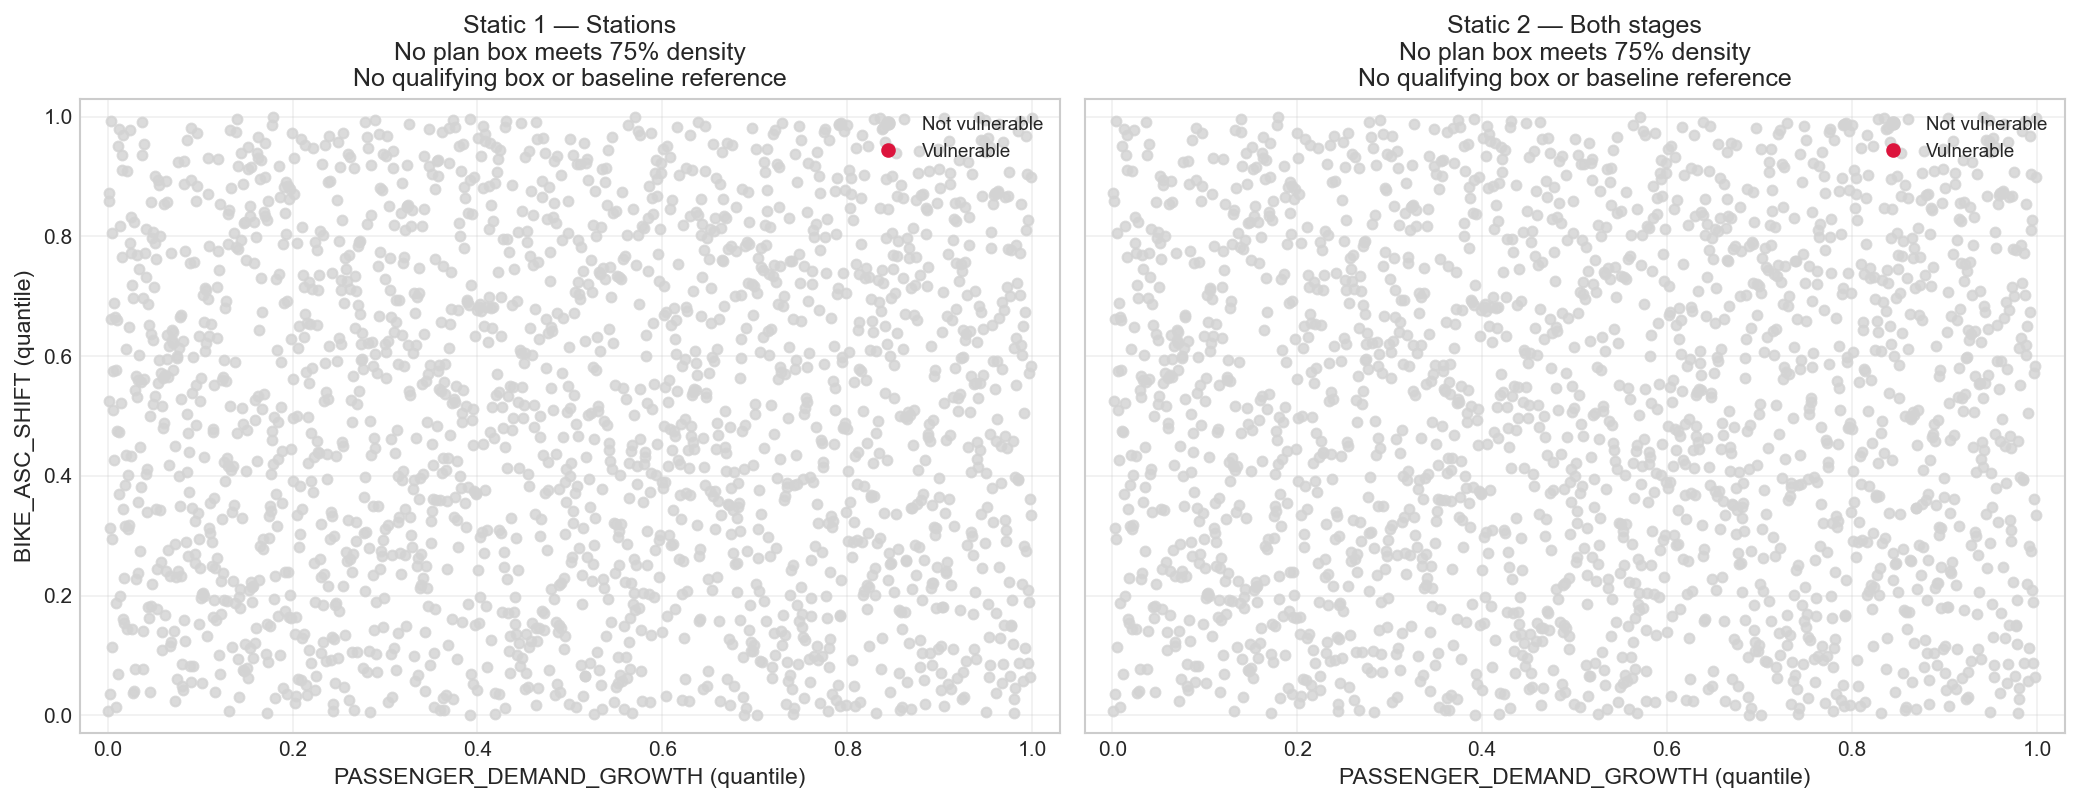 Static 1 — Stations
No plan box meets 75% density
No qualifying box or baseline reference
Static 2 — Both stages
No plan box meets 75% density
No qualifying box or baseline reference
Not vulnerable
Vulnerable
Not vulnerable
Vulnerable
BIKE_ASC_SHIFT (quantile)
1.0
0.8
0.6
0.4
0.2
0.0
0.0 0.2 0.4 0.6 0.8 1.0
PASSENGER_DEMAND_GROWTH (quantile)
0.0 0.2 0.4 0.6 0.8 1.0
PASSENGER_DEMAND_GROWTH (quantile)